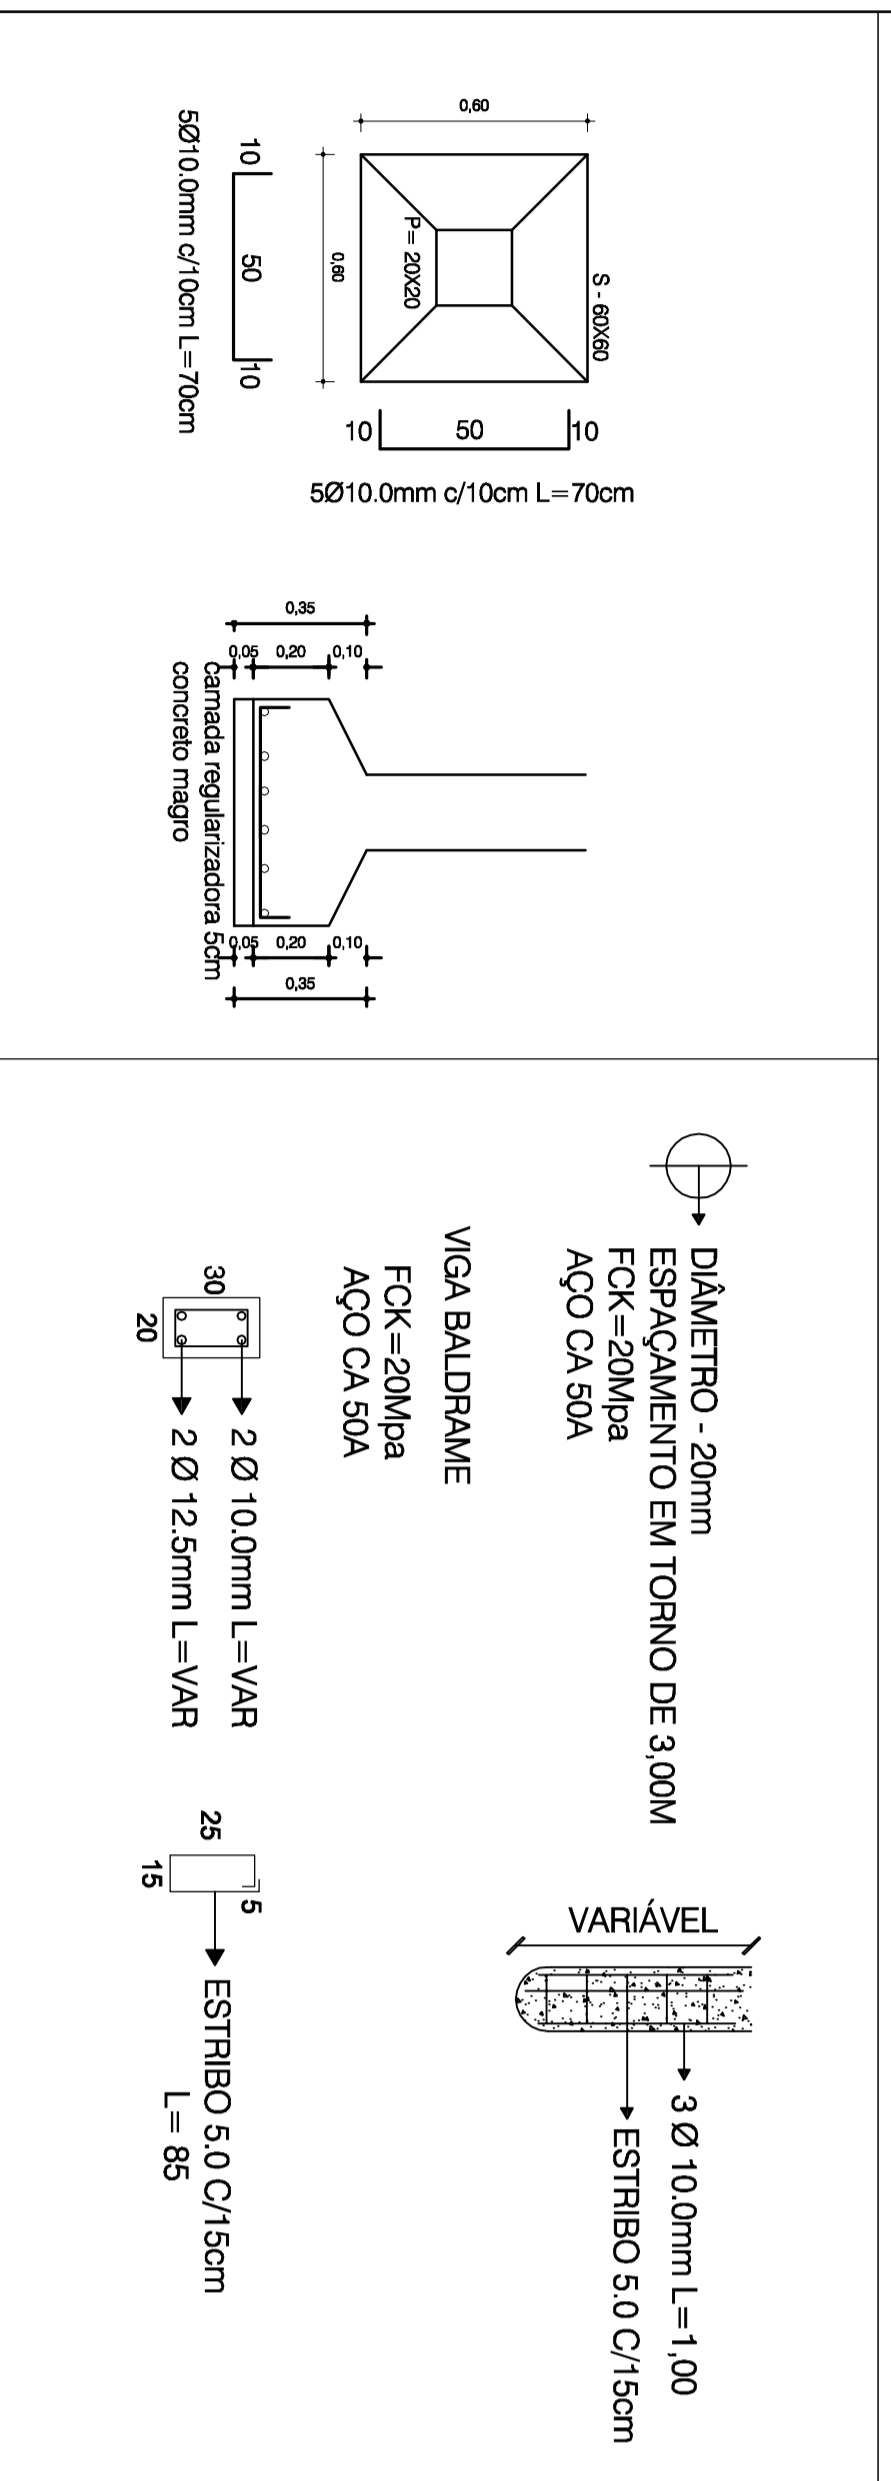 S - 60X60
0,60
P= 20X20
0,60
10
50
10
5Ø10.0mm c/10cm L=70cm
10
50
10
5Ø10.0mm c/10cm L=70cm
0,35
0,05
0,20
0,10
0,05
0,20
0,10
0,35
camada regularizadora 5cm
concreto magro
DIÂMETRO - 20mm
ESPAÇAMENTO EM TORNO DE 3,00M
FCK=20Mpa
AÇO CA 50A
VARIÁVEL
3 Ø 10.0mm L=1,00
ESTRIBO 5.0 C/15cm
VIGA BALDRAME
FCK=20Mpa
AÇO CA 50A
30
20
2 Ø 10.0mm L=VAR
2 Ø 12.5mm L=VAR
25
15
5
ESTRIBO 5.0 C/15cm
L= 85